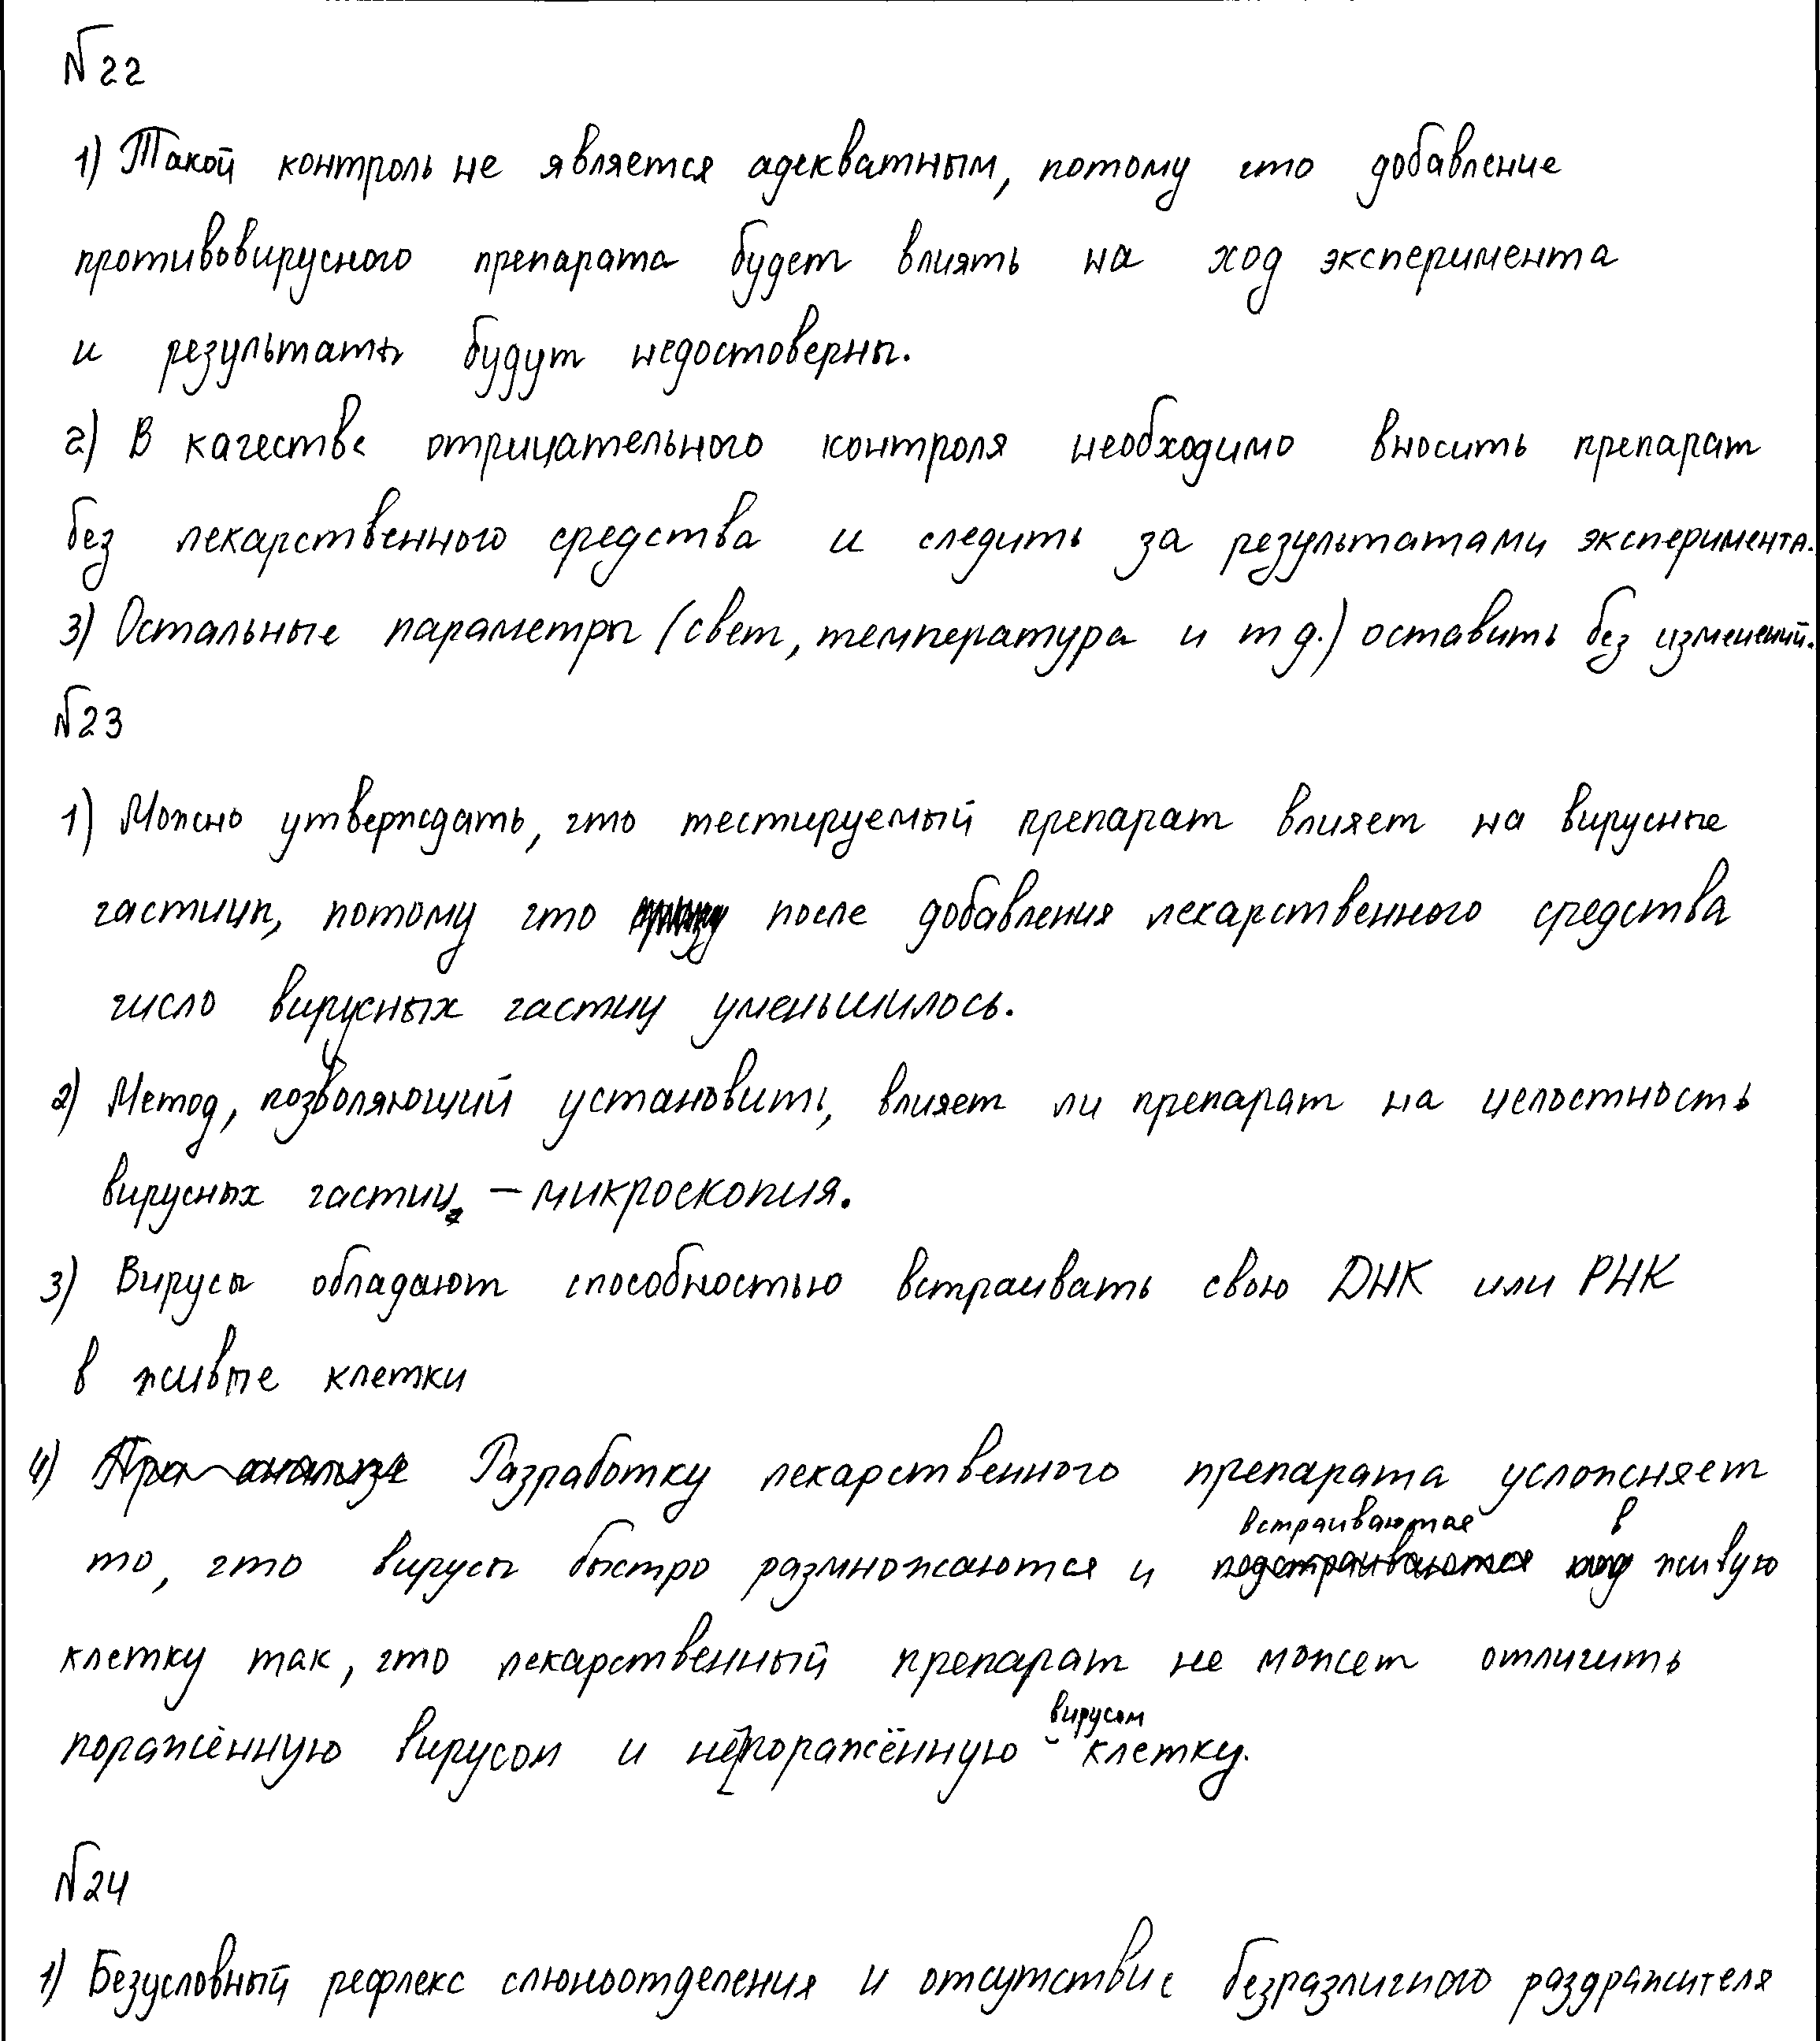 №22
1) Такой контроль не является адекватным, потому что добавление
противовирусного препарата будет влиять на ход эксперимента
и результаты будут недостоверны.
2) В качестве отрицательного контроля необходимо вносить препарат
без лекарственного средства и следить за результатами эксперимента.
3) Остальные параметры (свет, температура и т д.) оставить без изменений.
№23
1) Можно утверждать, что тестируемый препарат влияет на вирусные
частицы, потому что после добавления лекарственного средства
число вирусных частиц уменьшилось.
2) Метод, позволяющий установить, влияет ли препарат на целостность
вирусных частиц, – микроскопия.
3) Вирусы обладают способностью встраивать свою ДНК или РНК
в живые клетки
4) При анализе Разработку лекарственного препарата усложняет
встраиваются в
то, что вирусы быстро размножаются и подстраиваются под живую
клетку так, что лекарственный препарат не может отличить
вирусом
поражённую вирусом и непоражённую клетку.
№24
1) Безусловный рефлекс слюноотделения и отсутствие безразличного раздражителя